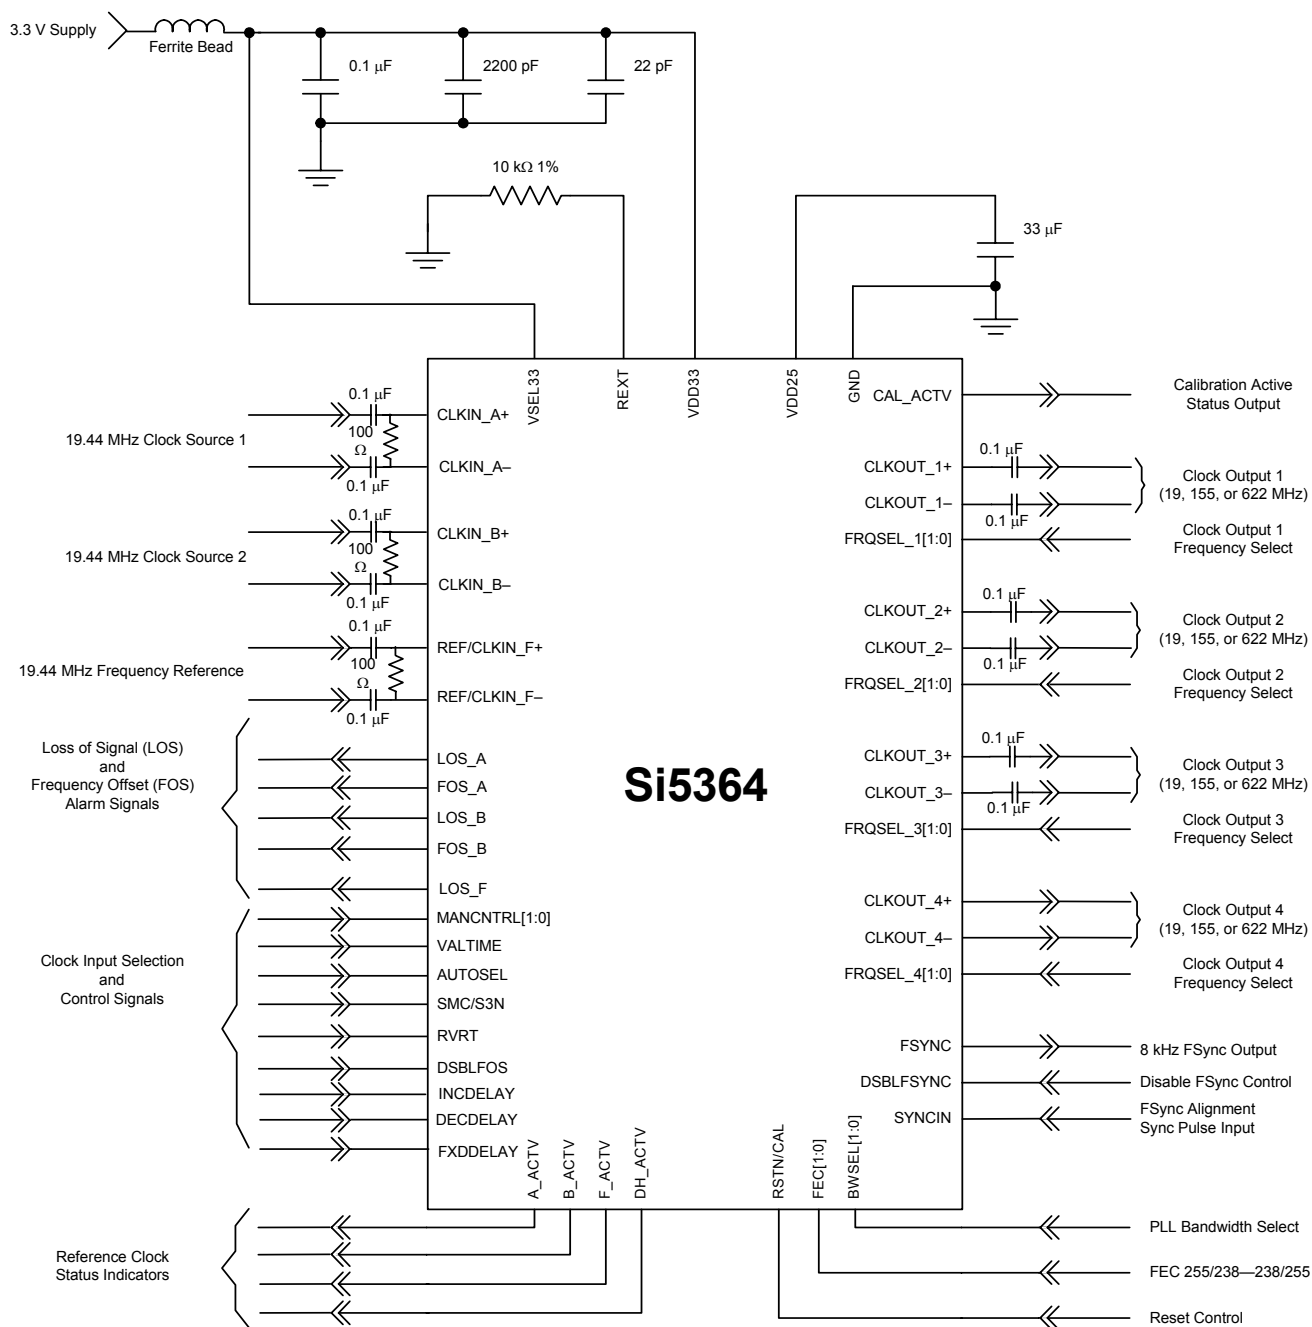 3.3 V Supply
Ferrite Bead
0.1 μF
2200 pF
22 pF
10 kΩ 1%
33 μF
VSEL33
REXT
VDD33
VDD25
GND
CAL_ACTV
Calibration Active
Status Output
19.44 MHz Clock Source 1
0.1 μF
100
Ω
0.1 μF
CLKIN_A+
CLKIN_A–
19.44 MHz Clock Source 2
0.1 μF
100
Ω
0.1 μF
CLKIN_B+
CLKIN_B–
19.44 MHz Frequency Reference
0.1 μF
100
Ω
0.1 μF
REF/CLKIN_F+
REF/CLKIN_F–
Loss of Signal (LOS)
and
Frequency Offset (FOS)
Alarm Signals
LOS_A
FOS_A
LOS_B
FOS_B
LOS_F
Clock Input Selection
and
Control Signals
MANCNTRL[1:0]
VALTIME
AUTOSEL
SMC/S3N
RVRT
DSBLFOS
INCDELAY
DECDELAY
FXDDELAY
Si5364
CLKOUT_1+
CLKOUT_1–
0.1 μF
0.1 μF
Clock Output 1
(19, 155, or 622 MHz)
FRQSEL_1[1:0]
Clock Output 1
Frequency Select
CLKOUT_2+
CLKOUT_2–
0.1 μF
0.1 μF
Clock Output 2
(19, 155, or 622 MHz)
FRQSEL_2[1:0]
Clock Output 2
Frequency Select
CLKOUT_3+
CLKOUT_3–
0.1 μF
0.1 μF
Clock Output 3
(19, 155, or 622 MHz)
FRQSEL_3[1:0]
Clock Output 3
Frequency Select
CLKOUT_4+
CLKOUT_4–
Clock Output 4
(19, 155, or 622 MHz)
FRQSEL_4[1:0]
Clock Output 4
Frequency Select
FSYNC
8 kHz FSync Output
DSBLFSYNC
Disable FSync Control
SYNCIN
FSync Alignment
Sync Pulse Input
A_ACTV
B_ACTV
F_ACTV
DH_ACTV
RSTN/CAL
FEC[1:0]
BWSEL[1:0]
Reference Clock
Status Indicators
PLL Bandwidth Select
FEC 255/238—238/255
Reset Control